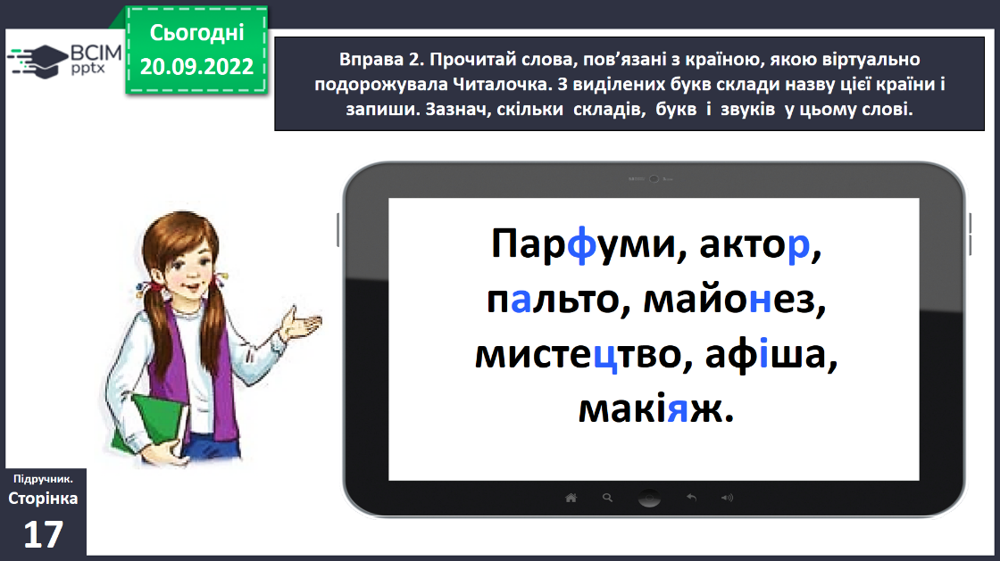 ВСІМ
pptx
Сьогодні
20.09.2022
Вправа 2. Прочитай слова, пов’язані з країною, якою віртуально
подорожувала Читалочка. З виділених букв склади назву цієї країни і
запиши. Зазнач, скільки складів, букв і звуків у цьому слові.
Парфуми, актор,
пальто, майонез,
мистецтво, афіша,
макіяж.
Підручник.
Сторінка
17